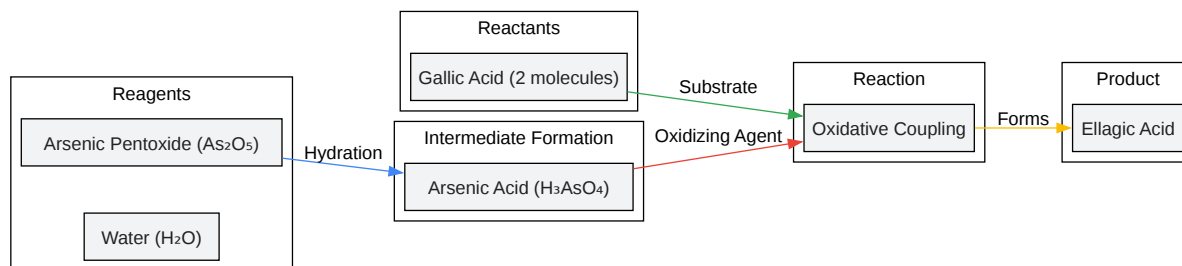 Reagents
Arsenic Pentoxide (As₂O₅)
Water (H₂O)
Hydration
Reactants
Gallic Acid (2 molecules)
Intermediate Formation
Arsenic Acid (H₃AsO₄)
Substrate
Oxidizing Agent
Reaction
Oxidative Coupling
Forms
Product
Ellagic Acid